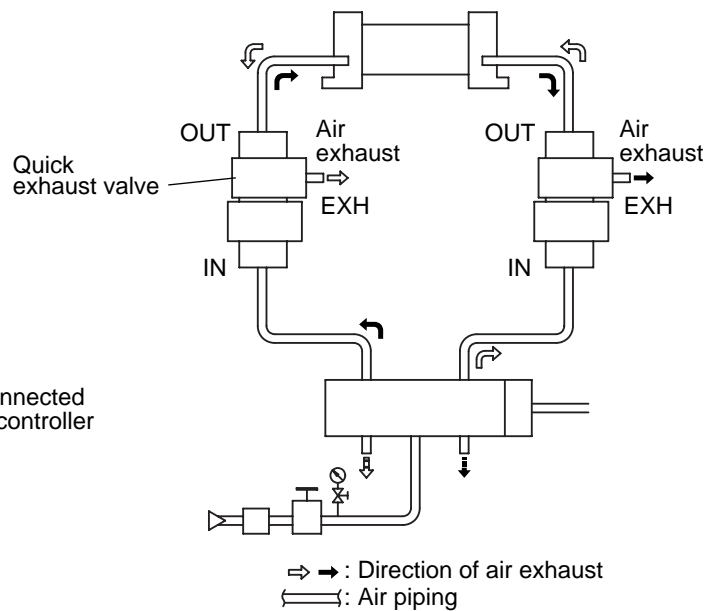 OUT
Air
exhaust
Quick
exhaust valve
EXH
IN
OUT
Air
exhaust
EXH
IN
controller
: Direction of air exhaust
: Air piping